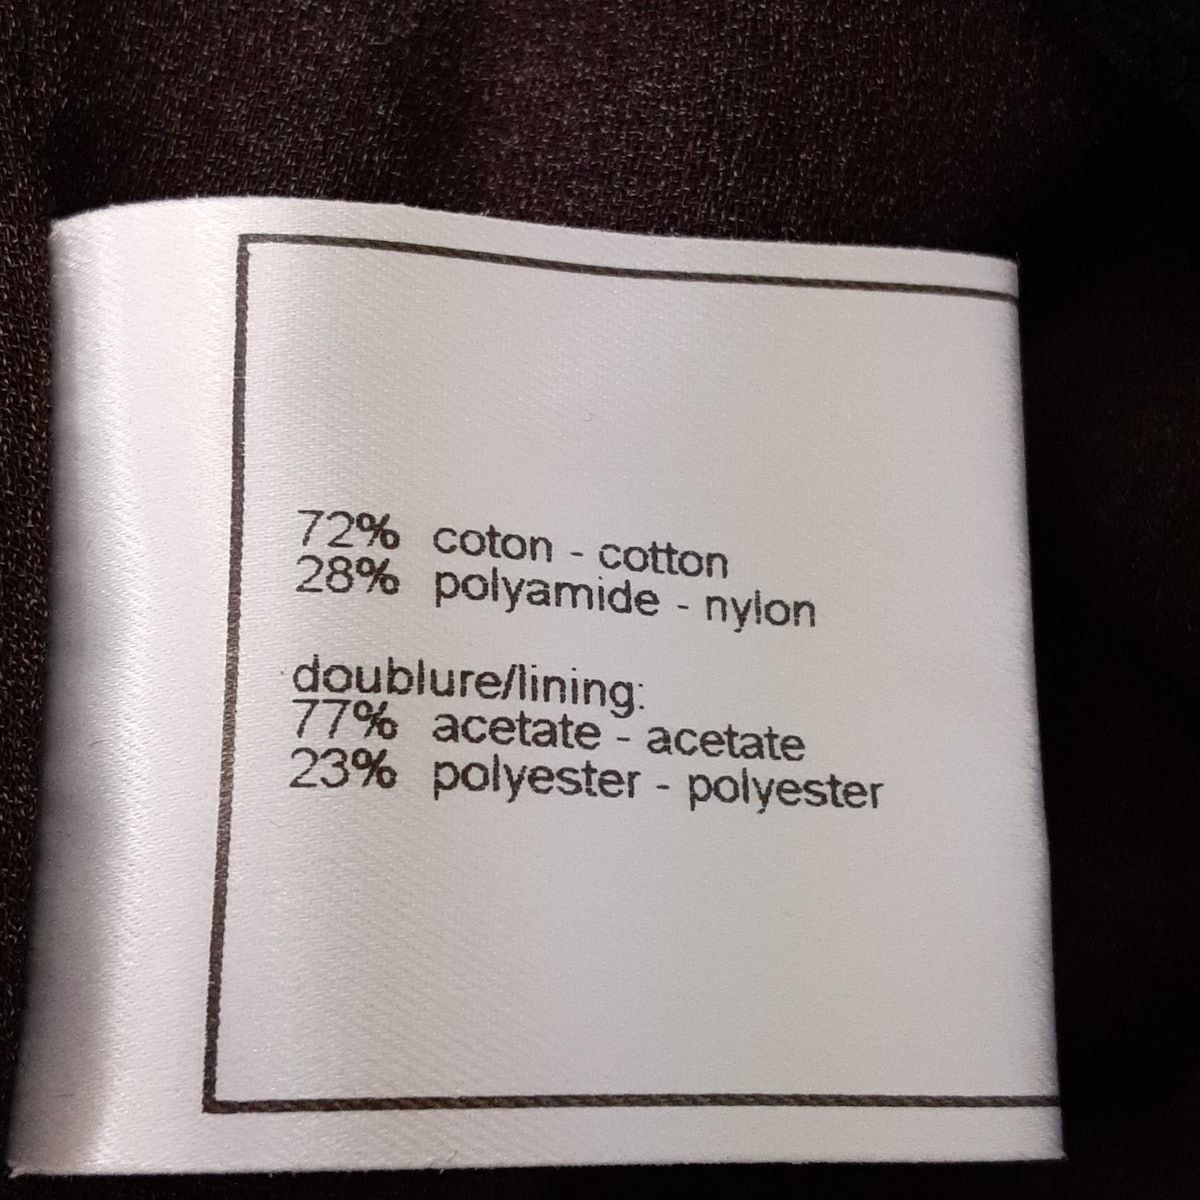 72% coton - cotton
28% polyamide - nylon
doublure/lining:
77% acetate - acetate
23% polyester - polyester